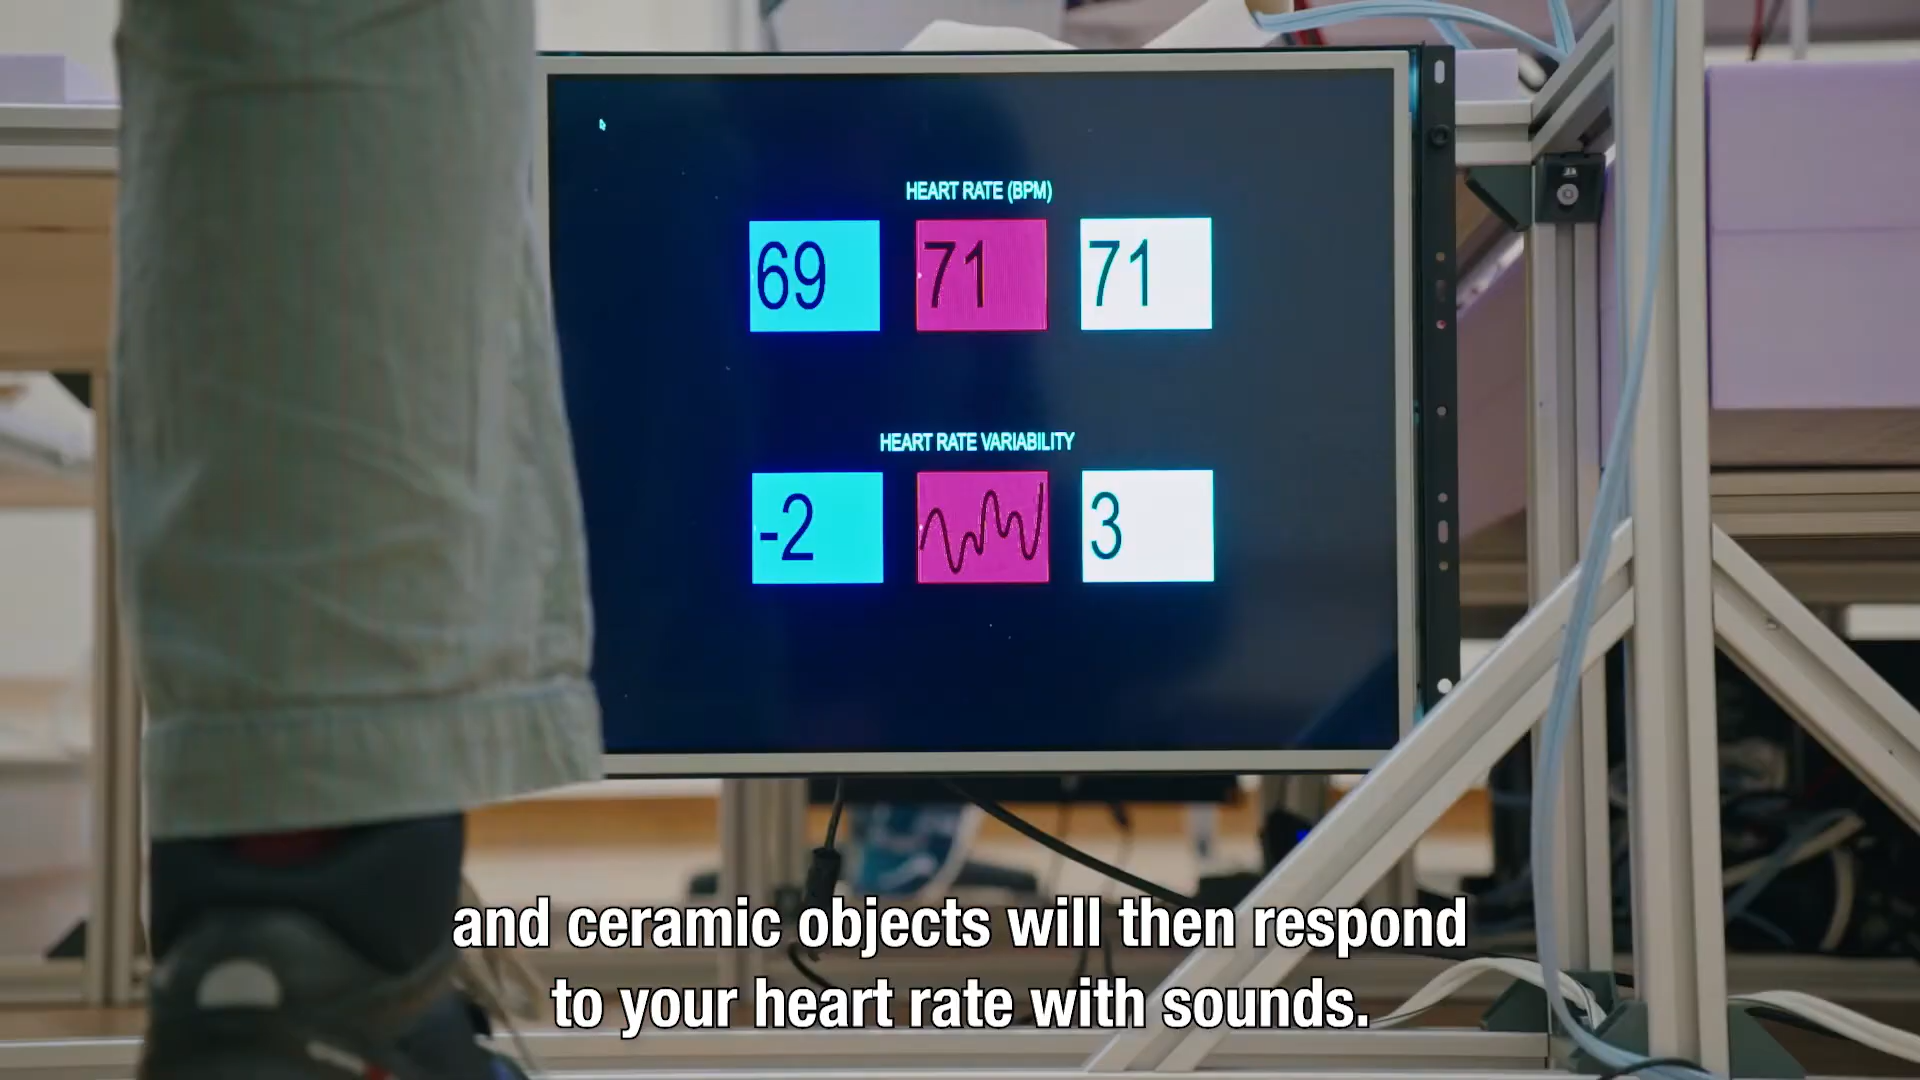 HEART RATE (BPM)
69 71 71
HEART RATE VARIABILITY
-2 3
and ceramic objects will then respond
to your heart rate with sounds.